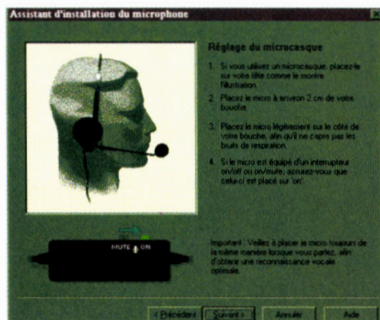 Assistant d'installation du microphone
Réglage du microcasque
1. Si vous utilisez un microcasque, placez-le
sur votre tête comme le montre
l'illustration.
2. Placez le micro à environ 2 cm de votre
bouche.
3. Placez le micro légèrement sur le côté de
votre bouche, afin qu'il ne capte pas les
bruits de respiration.
4. Si le micro est équipé d'un interrupteur
on/off ou on/mute, assurez-vous que
celui-ci est placé sur 'on'.
MUTE ON
Important : Veillez à placer le micro toujours de
la même manière lorsque vous parlez, afin
d'obtenir une reconnaissance vocale
optimale.
< Précédent
Suivant >
Annuler
Aide